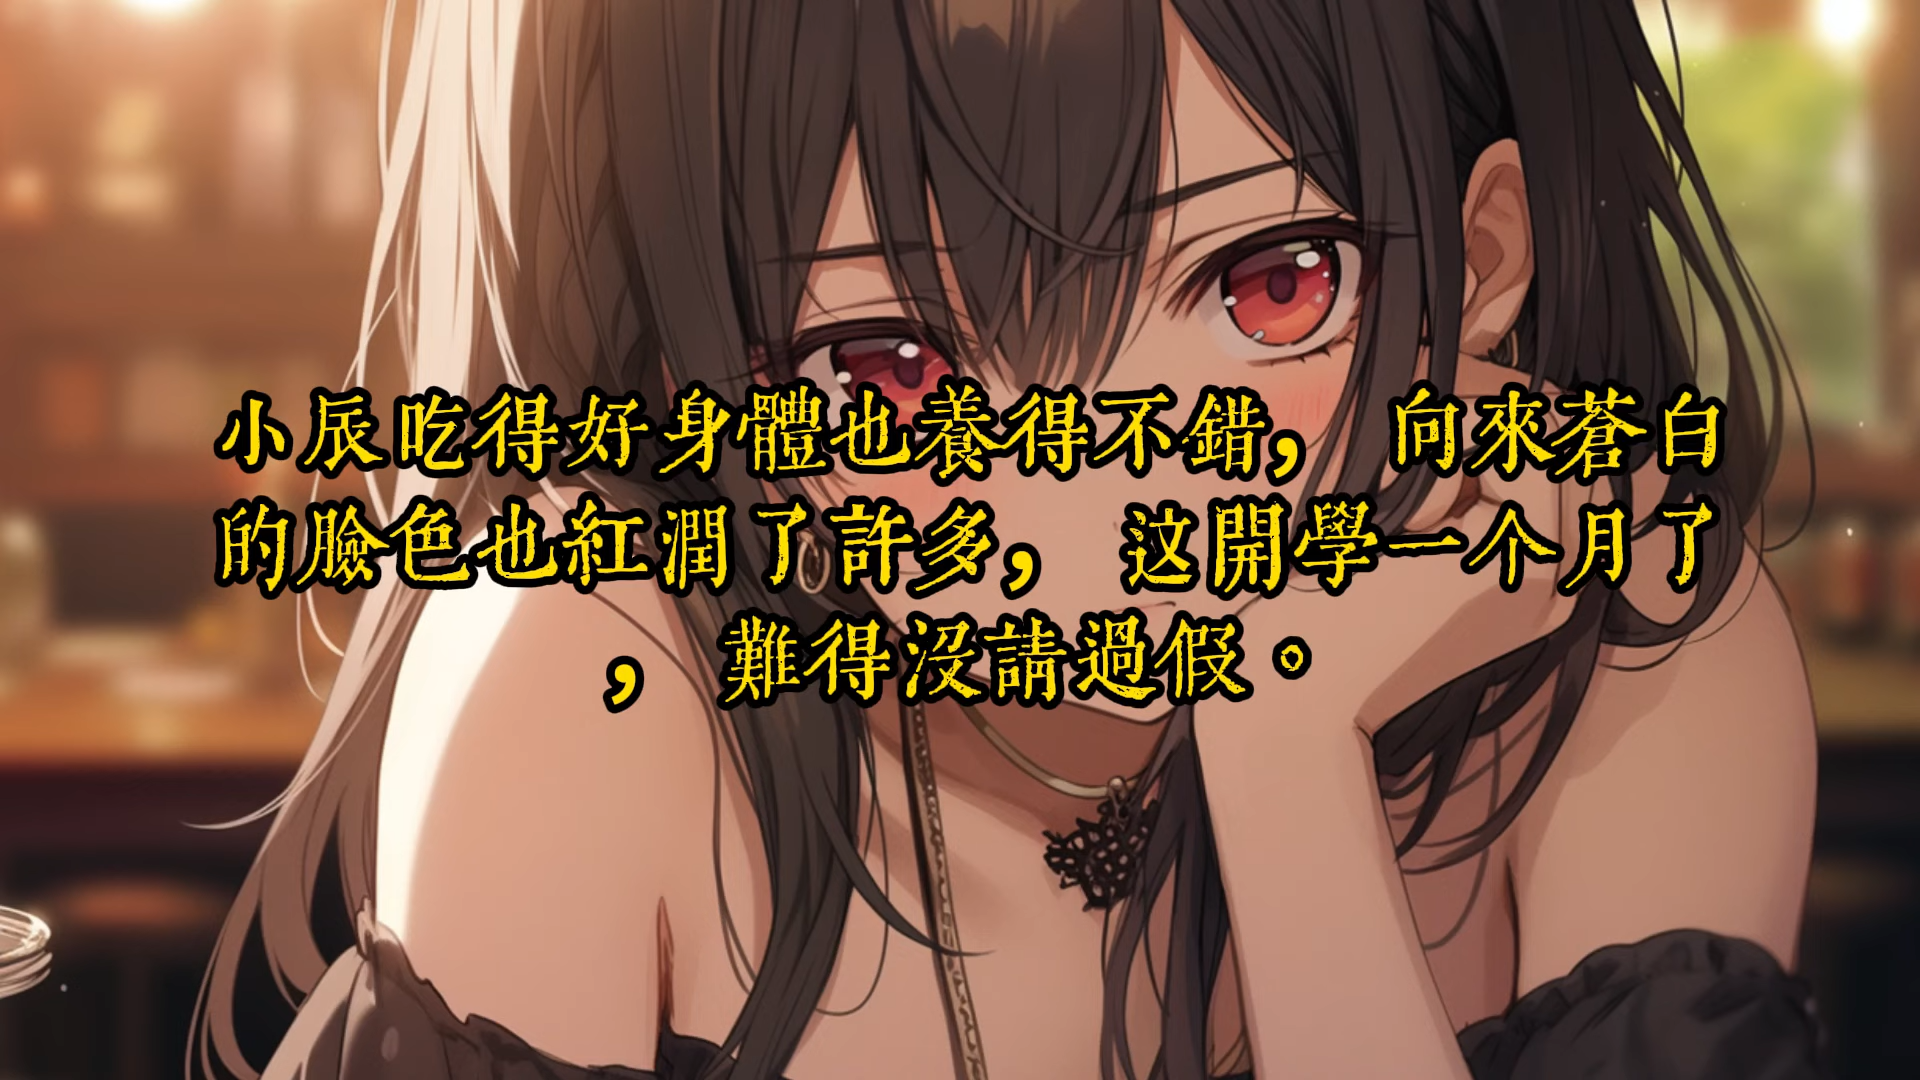 小辰吃得好身體也養得不錯， 向來蒼白
的臉色也紅潤了許多， 这開學一个月了
， 難得沒請過假。